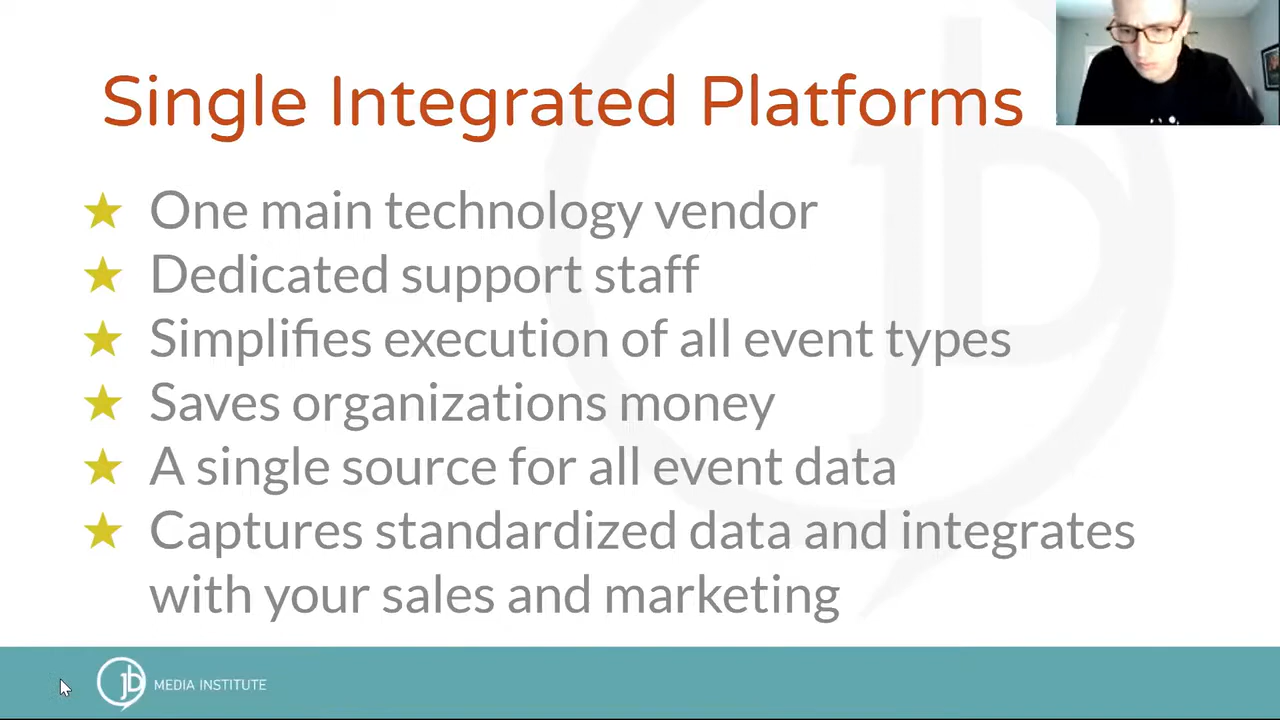 Single Integrated Platforms
One main technology vendor
Dedicated support staff
Simplifies execution of all event types
Saves organizations money
A single source for all event data
Captures standardized data and integrates
with your sales and marketing
jb MEDIA INSTITUTE